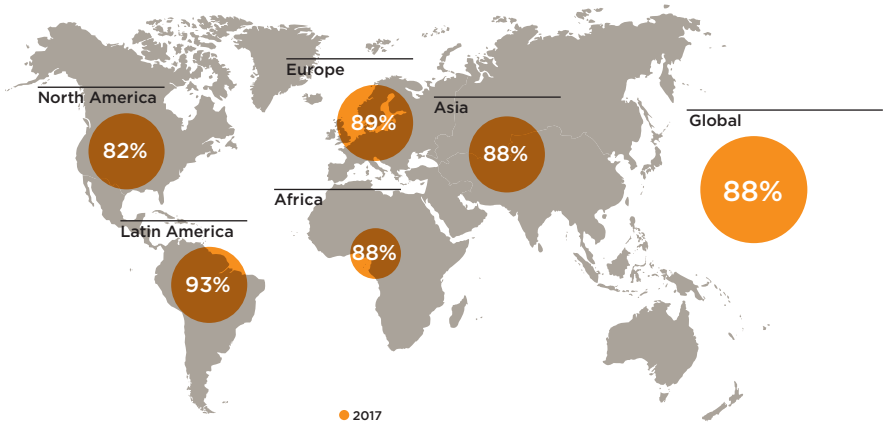 Europe
89%
North America
82%
Asia
88%
Global
88%
Africa
88%
Latin America
93%
2017